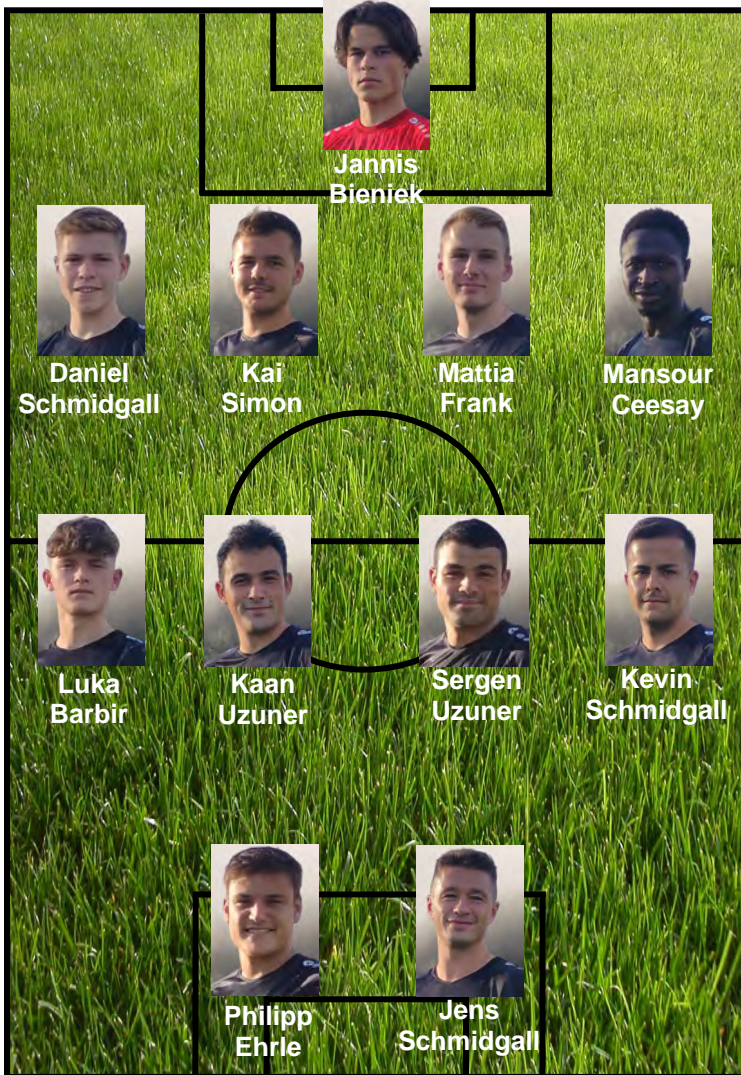 Jannis
Bieniek
Daniel
Schmidgall
Kai
Simon
Mattia
Frank
Mansour
Ceesay
Luka
Barbir
Kaan
Uzuner
Sergen
Uzuner
Kevin
Schmidgall
Philipp
Ehrle
Jens
Schmidgall